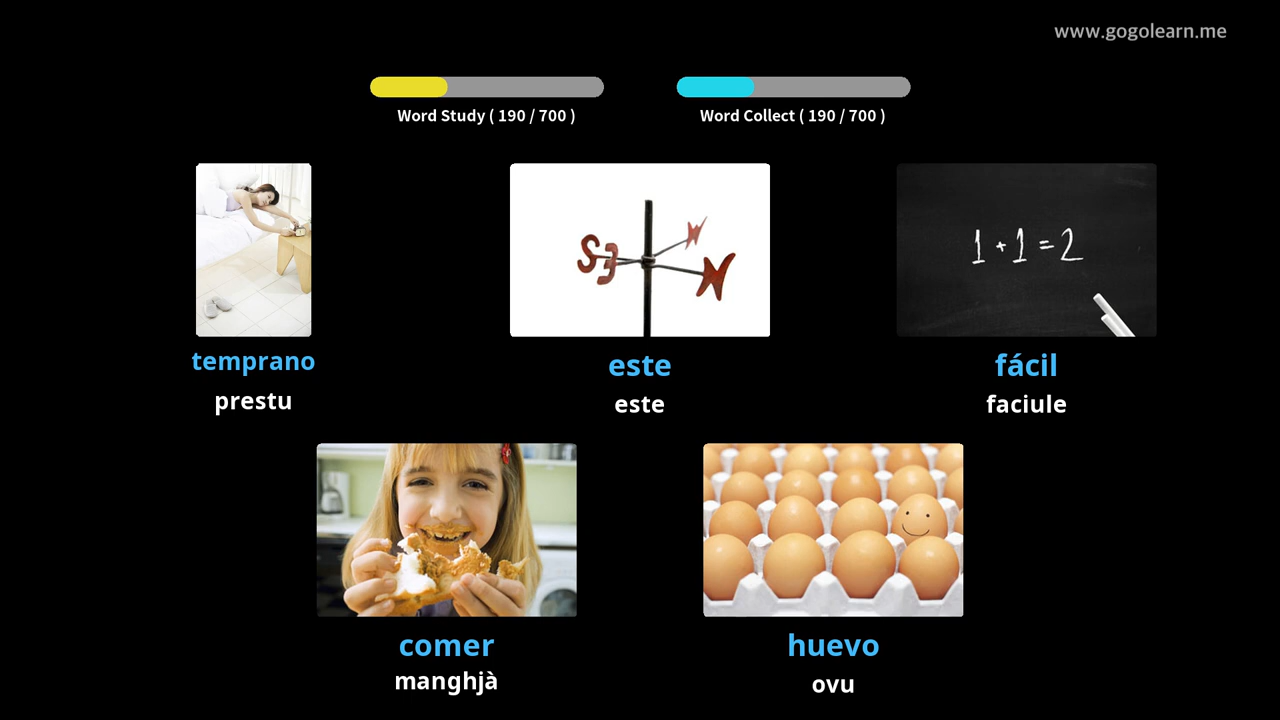 www.gogolearn.me
Word Study ( 190 / 700 )
Word Collect ( 190 / 700 )
S E N N
1 + 1 = 2
temprano
prestu
este
este
fácil
faciule
comer
manghjà
huevo
ovu